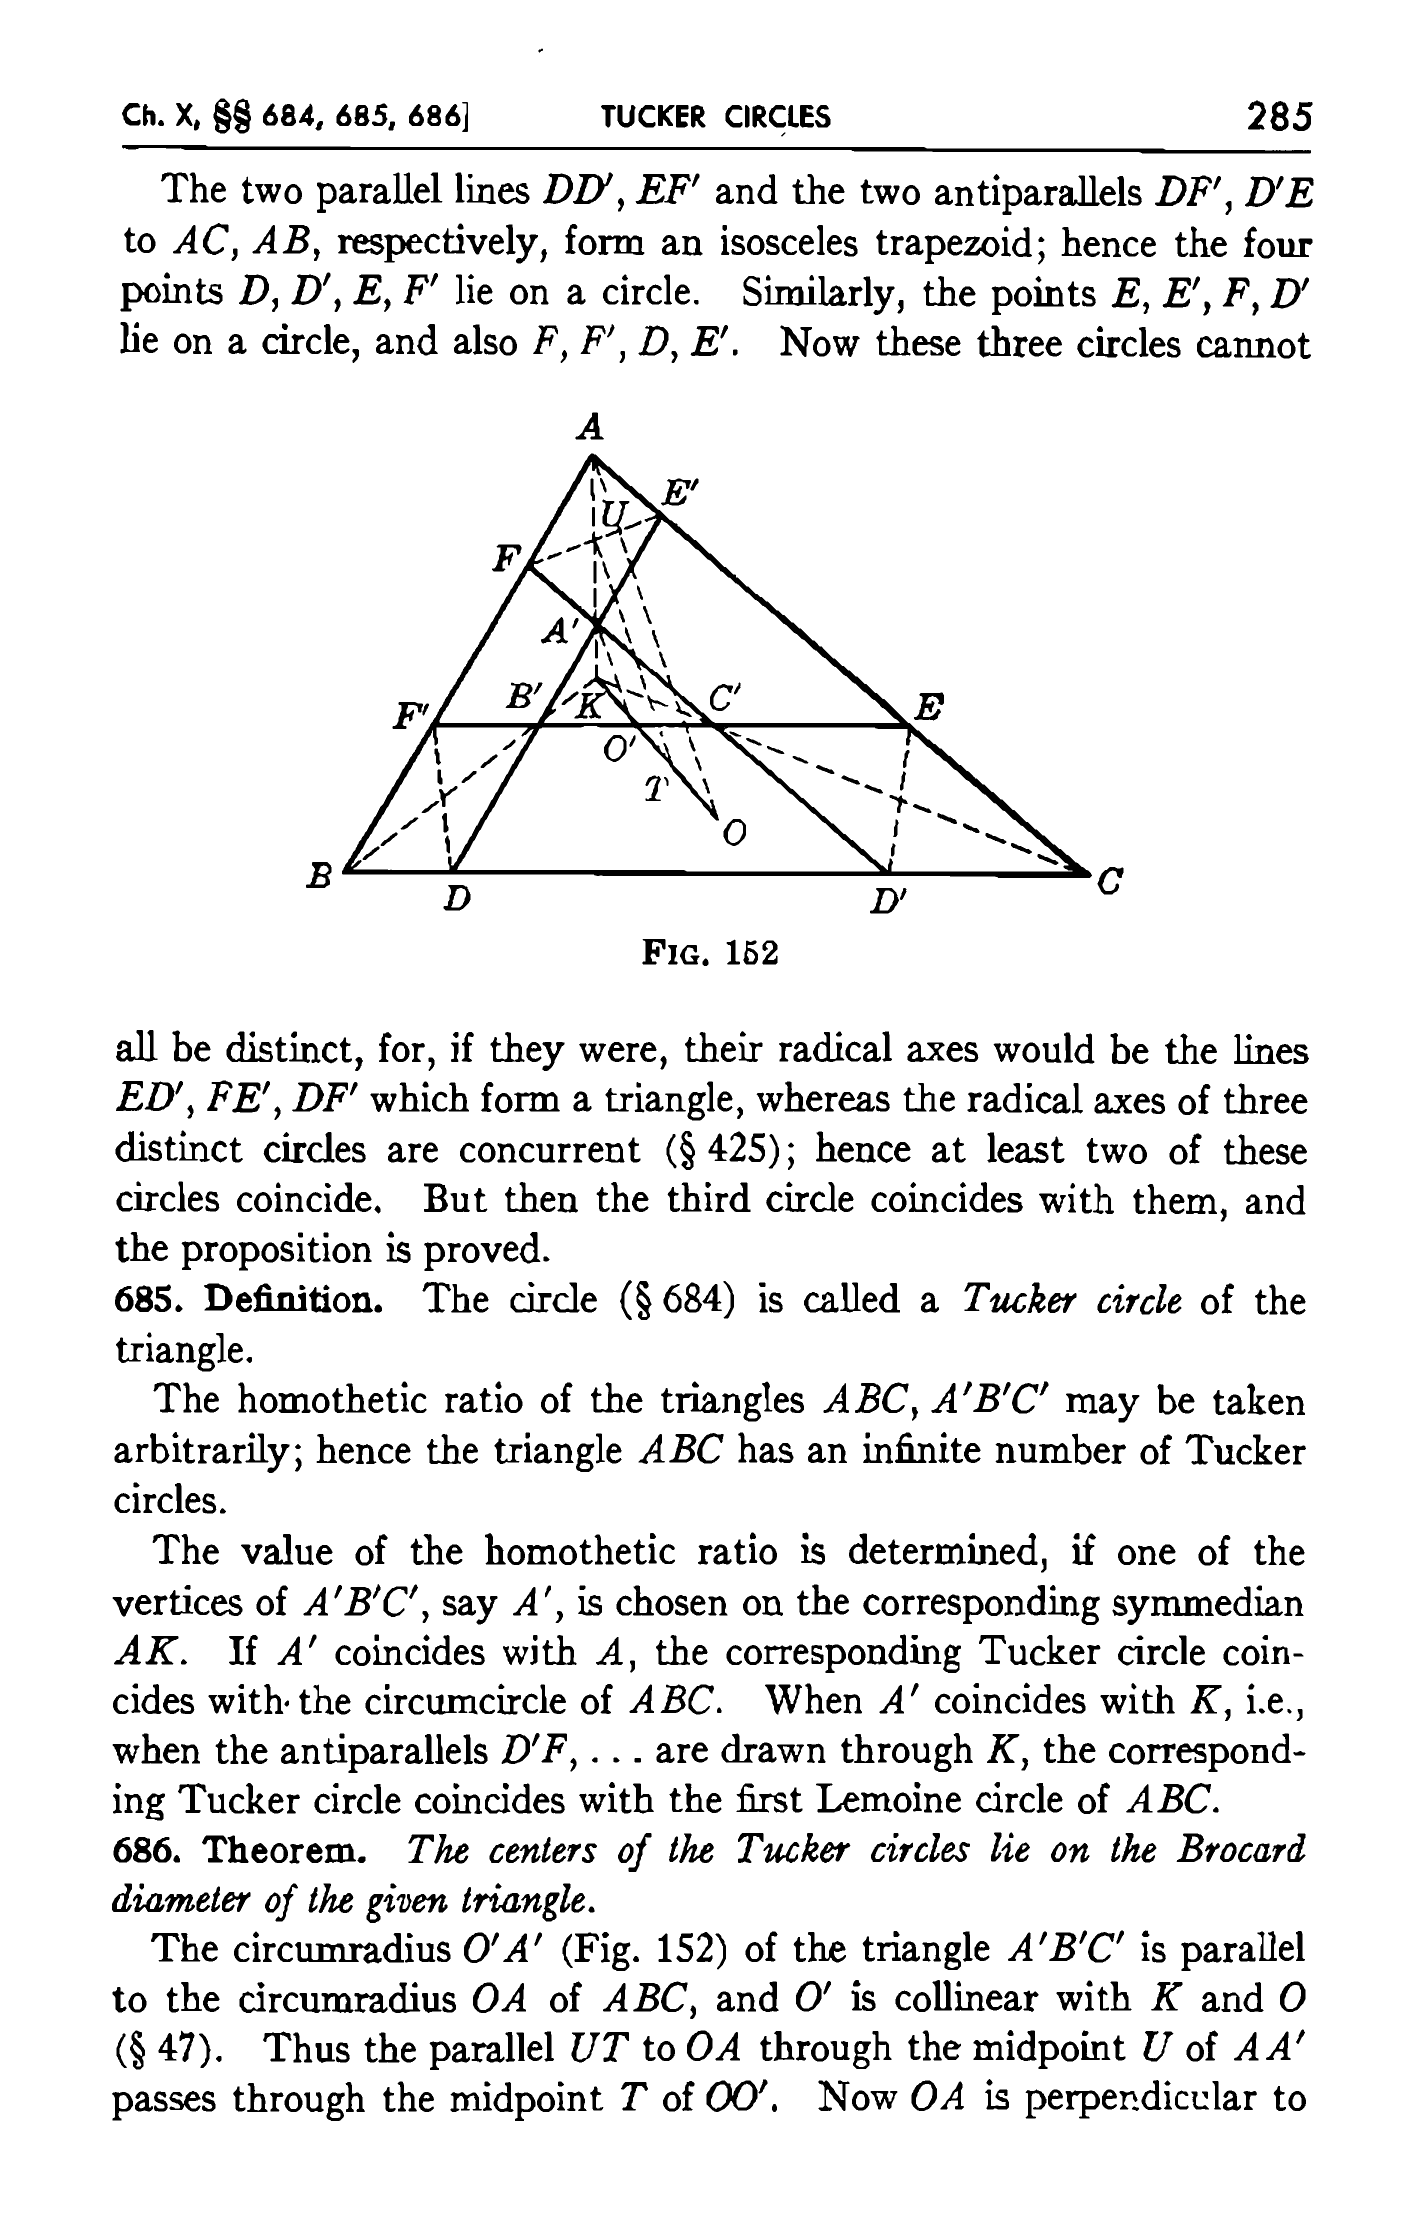 Ch. X, §§ 684, 685, 686] TUCKER CIRCLES 285
The two parallel lines DD′, EF′ and the two antiparallels DF′, D′E
to AC, AB, respectively, form an isosceles trapezoid; hence the four
points D, D′, E, F′ lie on a circle. Similarly, the points E, E′, F, D′
lie on a circle, and also F, F′, D, E′. Now these three circles cannot
A
E′
U
F
A′
B′ K C′
F′ E
O′
T
O
B C
D D′
FIG. 152
all be distinct, for, if they were, their radical axes would be the lines
ED′, FE′, DF′ which form a triangle, whereas the radical axes of three
distinct circles are concurrent (§ 425); hence at least two of these
circles coincide. But then the third circle coincides with them, and
the proposition is proved.
685. Definition. The circle (§ 684) is called a Tucker circle of the
triangle.
The homothetic ratio of the triangles ABC, A′B′C′ may be taken
arbitrarily; hence the triangle ABC has an infinite number of Tucker
circles.
The value of the homothetic ratio is determined, if one of the
vertices of A′B′C′, say A′, is chosen on the corresponding symmedian
AK. If A′ coincides with A, the corresponding Tucker circle coin-
cides with the circumcircle of ABC. When A′ coincides with K, i.e.,
when the antiparallels D′F, . . . are drawn through K, the correspond-
ing Tucker circle coincides with the first Lemoine circle of ABC.
686. Theorem. The centers of the Tucker circles lie on the Brocard
diameter of the given triangle.
The circumradius O′A′ (Fig. 152) of the triangle A′B′C′ is parallel
to the circumradius OA of ABC, and O′ is collinear with K and O
(§ 47). Thus the parallel UT to OA through the midpoint U of AA′
passes through the midpoint T of OO′. Now OA is perpendicular to